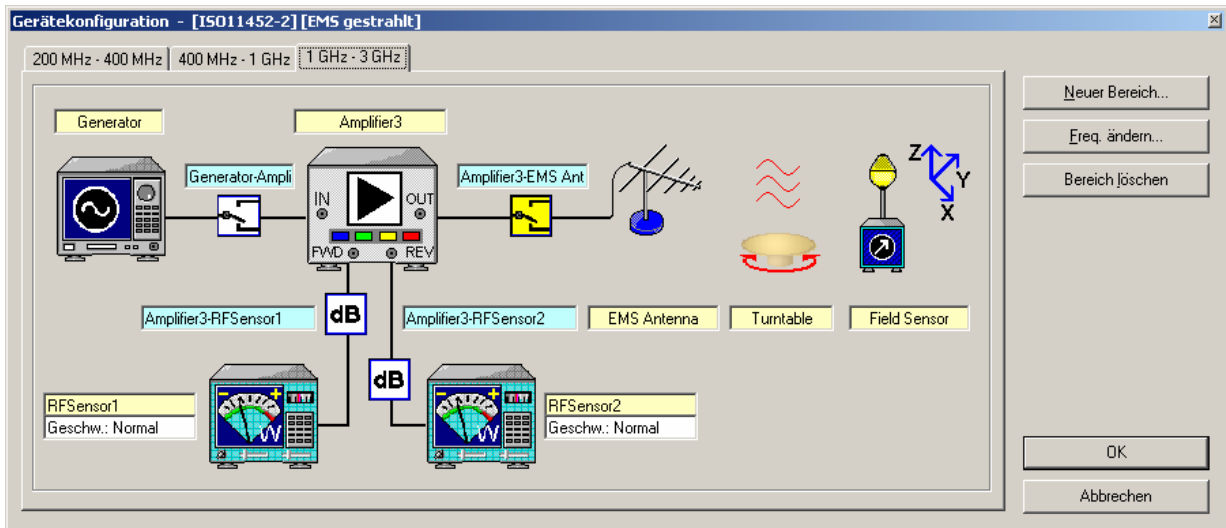 Gerätekonfiguration - [ISO11452-2] [EMS gestrahlt]
200 MHz - 400 MHz
400 MHz - 1 GHz
1 GHz - 3 GHz
Neuer Bereich...
Freq. ändern...
Bereich löschen
Generator
Amplifier3
Generator-Ampli
Amplifier3-EMS Ant
IN
OUT
FWD
REV
Z
Y
X
Amplifier3-RFSensor1
dB
Amplifier3-RFSensor2
EMS Antenna
Turntable
Field Sensor
dB
RFSensor1
Geschw.: Normal
- +
W
- +
W
RFSensor2
Geschw.: Normal
OK
Abbrechen